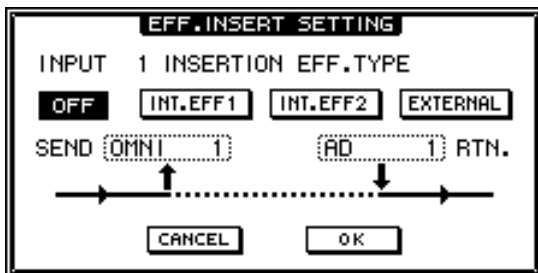 EFF.INSERT SETTING
INPUT 1 INSERTION EFF.TYPE
OFF INT.EFF1 INT.EFF2 EXTERNAL
SEND OMNI 1 AD 1 RTN.
CANCEL OK